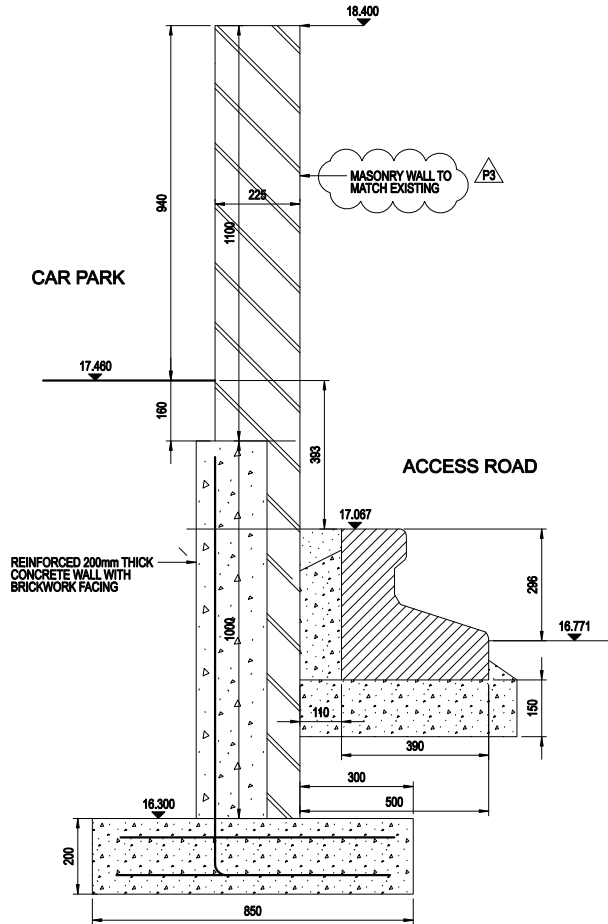 18.400
MASONRY WALL TO
MATCH EXISTING
P3
940
225
1100
CAR PARK
17.460
160
393
ACCESS ROAD
17.067
REINFORCED 200mm THICK
CONCRETE WALL WITH
BRICKWORK FACING
296
16.771
1000
110
150
390
300
500
16.300
200
850